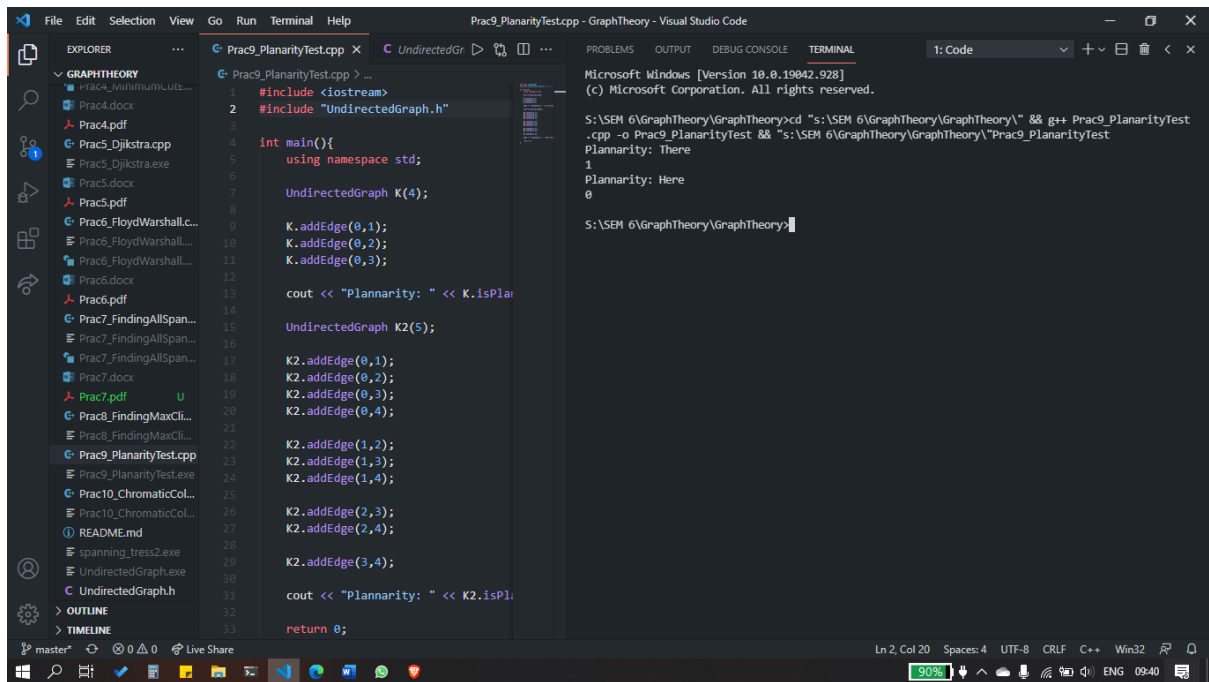 File Edit Selection View Go Run Terminal Help
Prac9_PlanarityTest.cpp - GraphTheory - Visual Studio Code
EXPLORER
GRAPHTHEORY
Prac4_MinimumCutE...
Prac4.docx
Prac4.pdf
Prac5_Djikstra.cpp
Prac5_Djikstra.exe
Prac5.docx
Prac5.pdf
Prac6_FloydWarshall.c...
Prac6_FloydWarshall....
Prac6_FloydWarshall....
Prac6.docx
Prac6.pdf
Prac7_FindingAllSpan...
Prac7_FindingAllSpan...
Prac7_FindingAllSpan...
Prac7.docx
Prac7.pdf U
Prac8_FindingMaxCli...
Prac8_FindingMaxCli...
Prac9_PlanarityTest.cpp
Prac9_PlanarityTest.exe
Prac10_ChromaticCol...
Prac10_ChromaticCol...
README.md
spanning_tress2.exe
UndirectedGraph.exe
UndirectedGraph.h
OUTLINE
TIMELINE
1
Prac9_PlanarityTest.cpp
UndirectedGr
Prac9_PlanarityTest.cpp > ...
1 #include <iostream>
2 #include "UndirectedGraph.h"
3
4 int main(){
5 using namespace std;
6
7 UndirectedGraph K(4);
8
9 K.addEdge(0,1);
10 K.addEdge(0,2);
11 K.addEdge(0,3);
12
13 cout << "Plannarity: " << K.isPlan
14
15 UndirectedGraph K2(5);
16
17 K2.addEdge(0,1);
18 K2.addEdge(0,2);
19 K2.addEdge(0,3);
20 K2.addEdge(0,4);
21
22 K2.addEdge(1,2);
23 K2.addEdge(1,3);
24 K2.addEdge(1,4);
25
26 K2.addEdge(2,3);
27 K2.addEdge(2,4);
28
29 K2.addEdge(3,4);
30
31 cout << "Plannarity: " << K2.isPla
32
33 return 0;
PROBLEMS OUTPUT DEBUG CONSOLE TERMINAL
1: Code
Microsoft Windows [Version 10.0.19042.928]
(c) Microsoft Corporation. All rights reserved.
S:\SEM 6\GraphTheory\GraphTheory>cd "s:\SEM 6\GraphTheory\GraphTheory\" && g++ Prac9_PlanarityTest
.cpp -o Prac9_PlanarityTest && "s:\SEM 6\GraphTheory\GraphTheory\"Prac9_PlanarityTest
Plannarity: There
1
Plannarity: Here
0
S:\SEM 6\GraphTheory\GraphTheory>
master* 0 0 Live Share
Ln 2, Col 20 Spaces: 4 UTF-8 CRLF C++ Win32
90% ENG 09:40